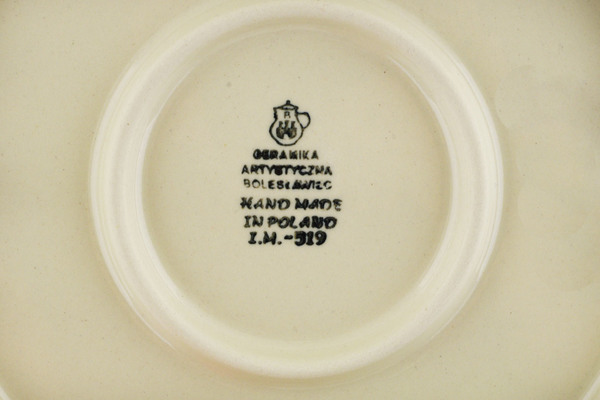 CERAMIKA
ARTYSTYCZNA
BOLESŁAWIEC
HAND MADE
IN POLAND
I.M.-519